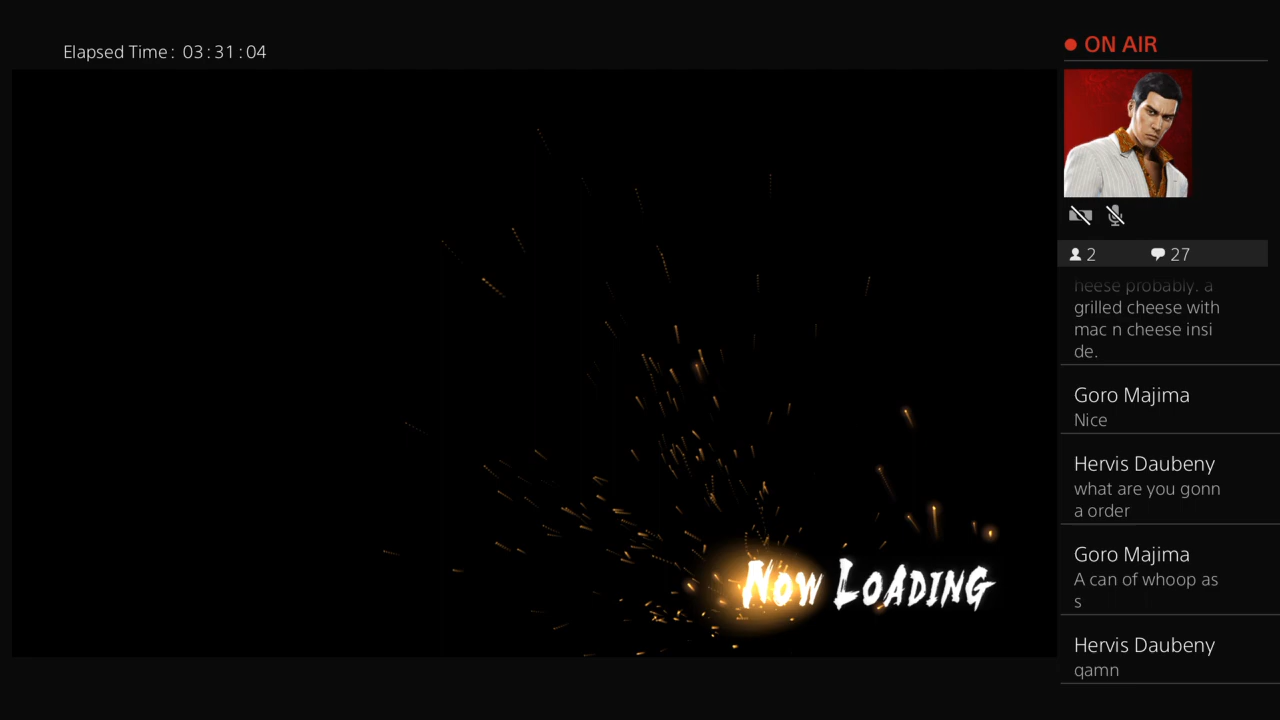 Elapsed Time: 03:31:04
ON AIR
2
27
heese probably. a
grilled cheese with
mac n cheese insi
de.
Goro Majima
Nice
Hervis Daubeny
what are you gonn
a order
Goro Majima
A can of whoop as
s
Hervis Daubeny
qamn
Now Loading